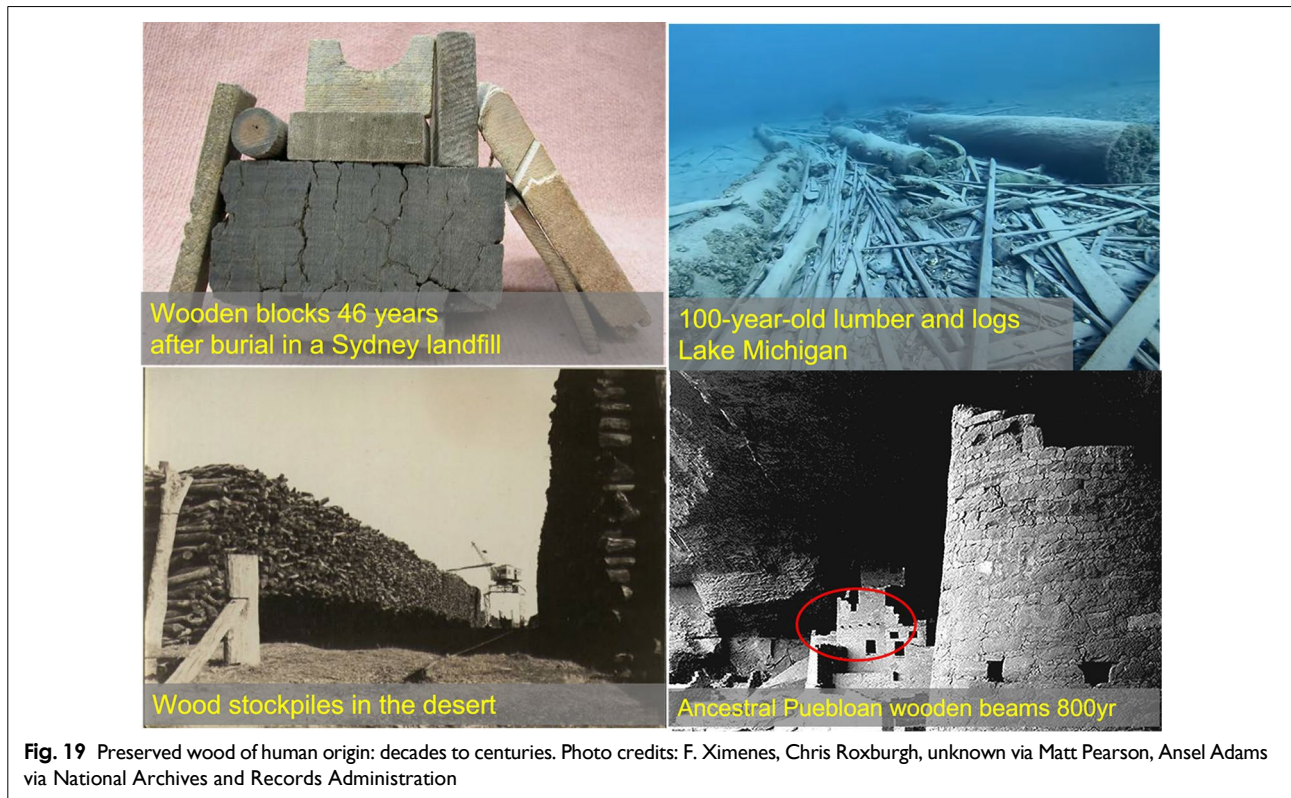 Wooden blocks 46 years
after burial in a Sydney landfill
100-year-old lumber and logs
Lake Michigan
Wood stockpiles in the desert
Ancestral Puebloan wooden beams 800yr
Fig. 19 Preserved wood of human origin: decades to centuries. Photo credits: F. Ximenes, Chris Roxburgh, unknown via Matt Pearson, Ansel Adams
via National Archives and Records Administration